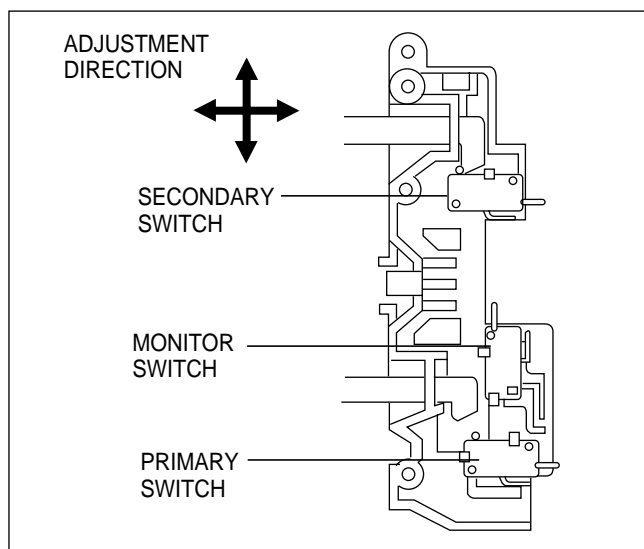 ADJUSTMENT
DIRECTION
SECONDARY
SWITCH
MONITOR
SWITCH
PRIMARY
SWITCH